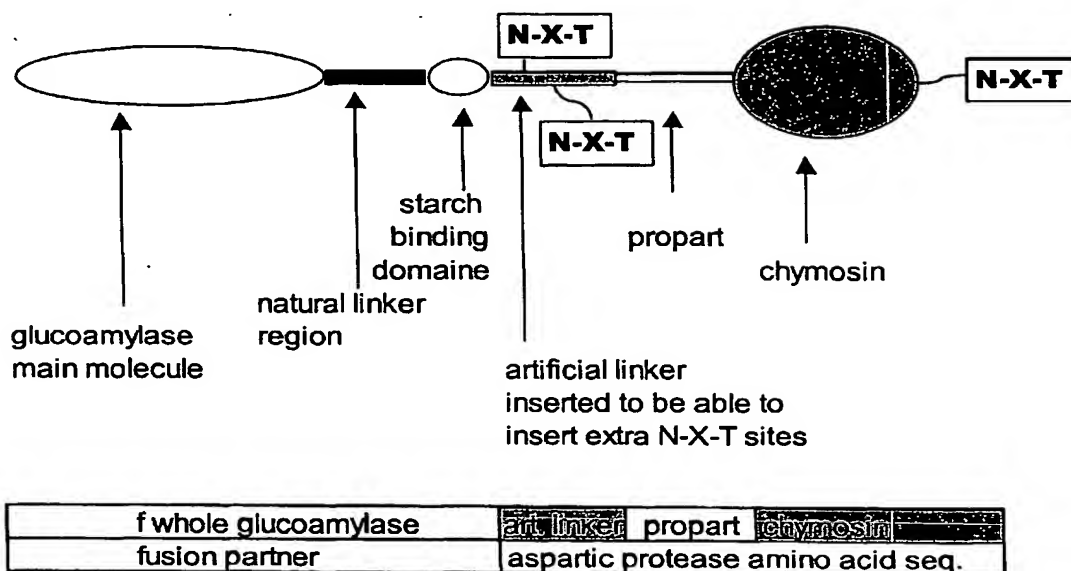 N-X-T
N-X-T
N-X-T
starch
binding
domaine
propart
chymosin
natural linker
region
glucoamylase
main molecule
artificial linker
inserted to be able to
insert extra N-X-T sites
f whole glucoamylase art linker propart chymosin
fusion partner aspartic protease amino acid seq.